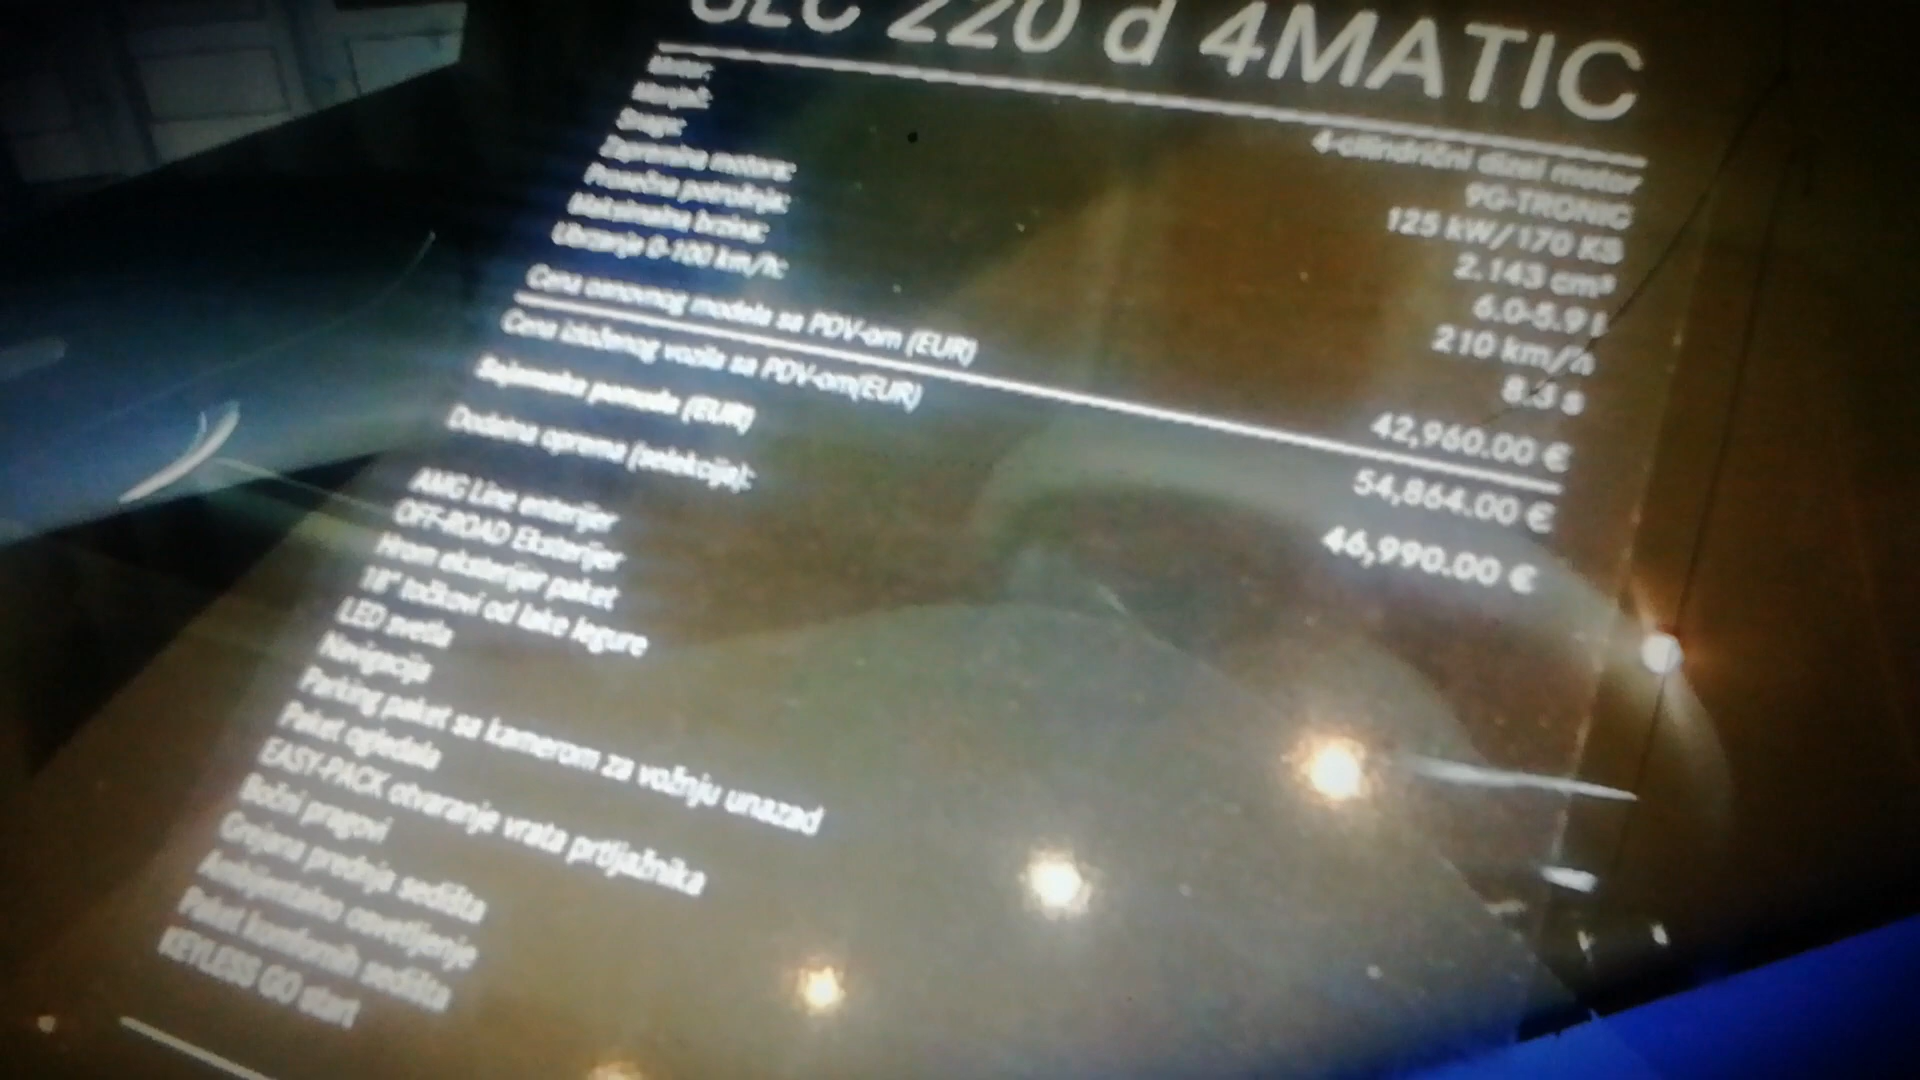 GLC 220 d 4MATIC
Motor: 4-cilindrični dizel motor
Menjač: 9G-TRONIC
Snaga: 125 kW/170 KS
Zapremina motora: 2.143 cm³
Prosečna potrošnja: 6.0-5.9 l
Maksimalna brzina: 210 km/h
Ubrzanje 0-100 km/h: 8.3 s
Cena osnovnog modela sa PDV-om (EUR) 42,960.00 €
Cena izloženog vozila sa PDV-om(EUR) 54,864.00 €
Sajamska ponuda (EUR) 46,990.00 €
Dodatna oprema (selekcija):
AMG Line enterijer
OFF-ROAD Eksterijer
Hrom eksterijer paket
18" točkovi od lake legure
LED svetla
Navigacija
Parking paket sa kamerom za vožnju unazad
Paket ogledala
EASY-PACK otvaranje vrata prtljažnika
Bočni pragovi
Grejana prednja sedišta
Ambijentalno osvetljenje
Paket komfornih sedišta
KEYLESS GO start